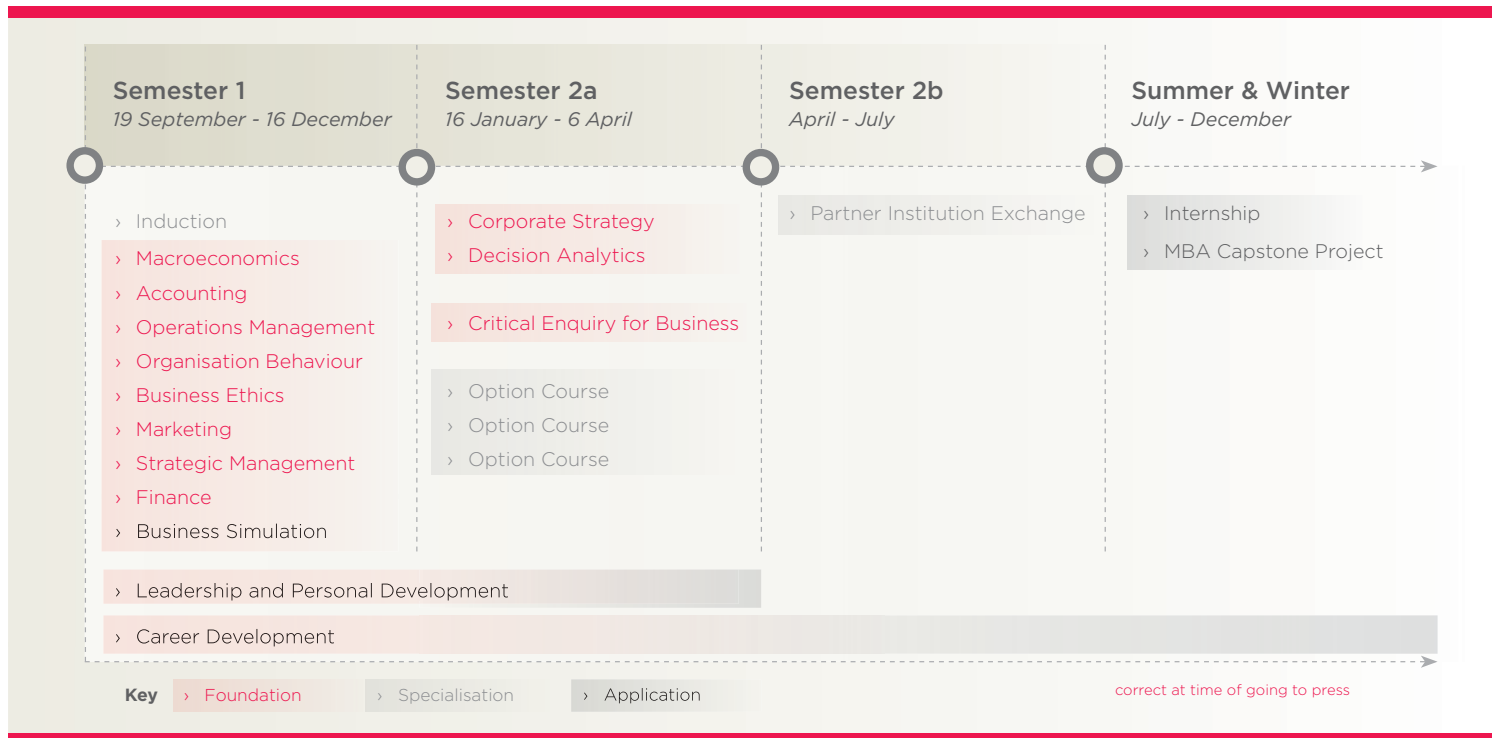 Semester 1
19 September - 16 December
Semester 2a
16 January - 6 April
Semester 2b
April - July
Summer & Winter
July - December
› Induction
› Macroeconomics
› Accounting
› Operations Management
› Organisation Behaviour
› Business Ethics
› Marketing
› Strategic Management
› Finance
› Business Simulation
› Corporate Strategy
› Decision Analytics
› Critical Enquiry for Business
› Option Course
› Option Course
› Option Course
› Partner Institution Exchange
› Internship
› MBA Capstone Project
› Leadership and Personal Development
› Career Development
Key › Foundation › Specialisation › Application
correct at time of going to press